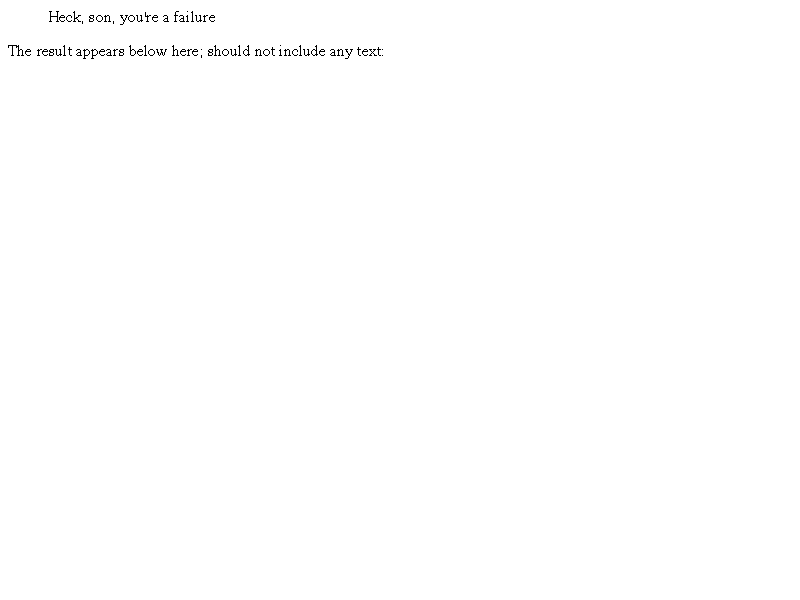 Heck, son, you're a failure
The result appears below here; should not include any text: